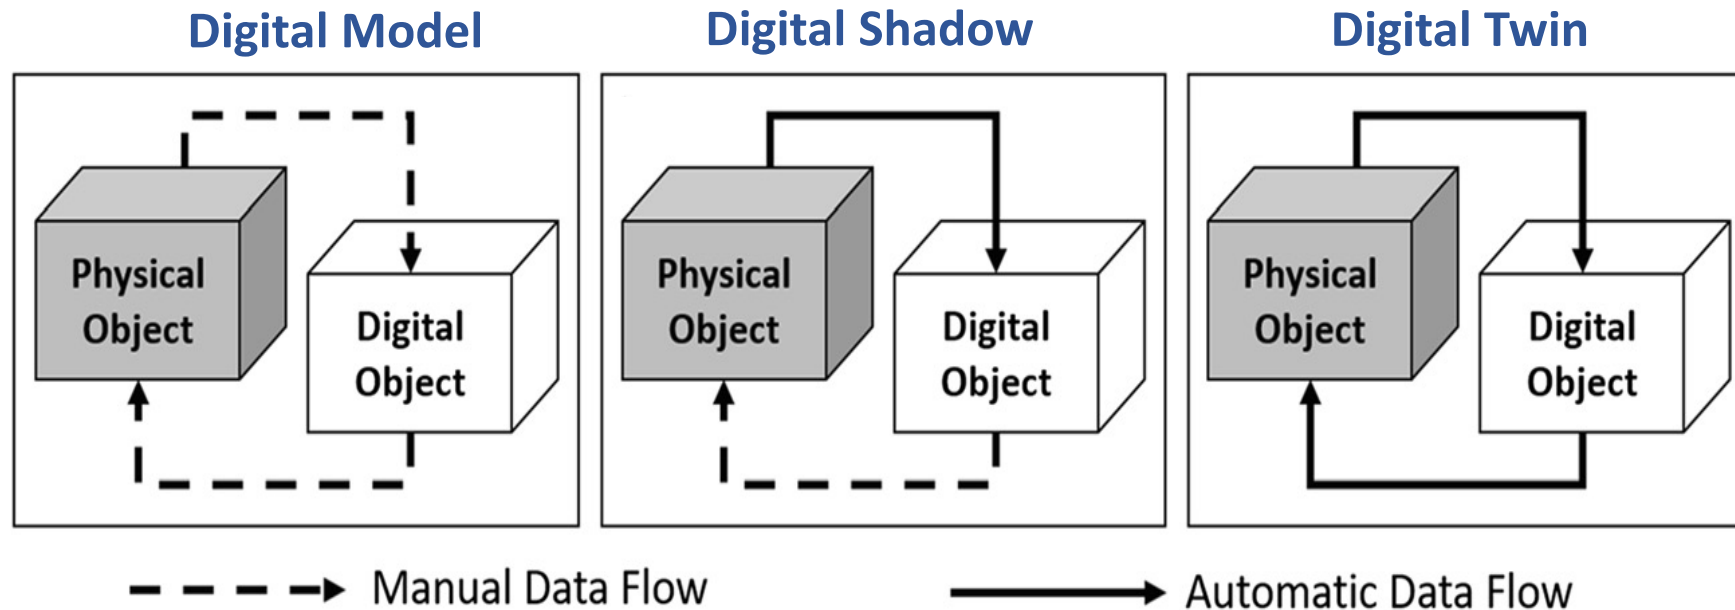 Digital Model
Digital Shadow
Digital Twin
Physical
Object
Digital
Object
Physical
Object
Digital
Object
Physical
Object
Digital
Object
Manual Data Flow
Automatic Data Flow